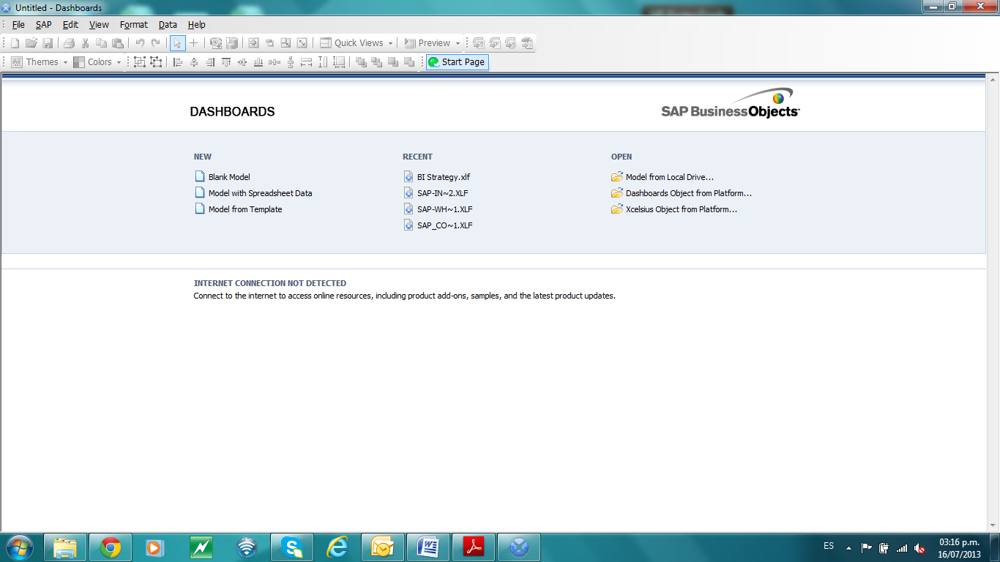 Untitled - Dashboards
File SAP Edit View Format Data Help
Quick Views Preview
Themes Colors Start Page
DASHBOARDS
SAP BusinessObjects
NEW RECENT OPEN
Blank Model BI Strategy.xlf Model from Local Drive...
Model with Spreadsheet Data SAP-IN~2.XLF Dashboards Object from Platform...
Model from Template SAP-WH~1.XLF Xcelsius Object from Platform...
SAP_CO~1.XLF
INTERNET CONNECTION NOT DETECTED
Connect to the internet to access online resources, including product add-ons, samples, and the latest product updates.
ES 03:16 p.m.
16/07/2013